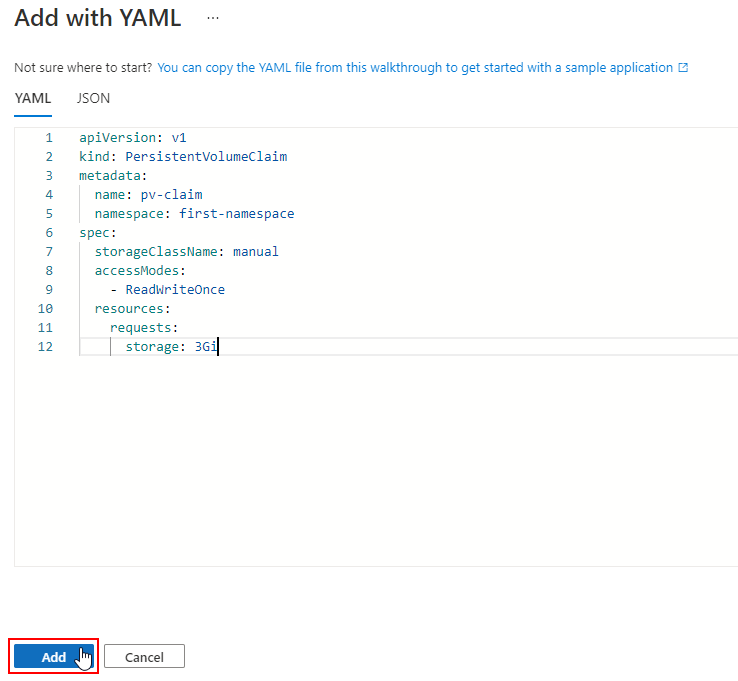 Add with YAML ...
Not sure where to start? You can copy the YAML file from this walkthrough to get started with a sample application
YAML JSON
1 apiVersion: v1
2 kind: PersistentVolumeClaim
3 metadata:
4   name: pv-claim
5   namespace: first-namespace
6 spec:
7   storageClassName: manual
8   accessModes:
9     - ReadWriteOnce
10   resources:
11     requests:
12       storage: 3Gi
Add Cancel